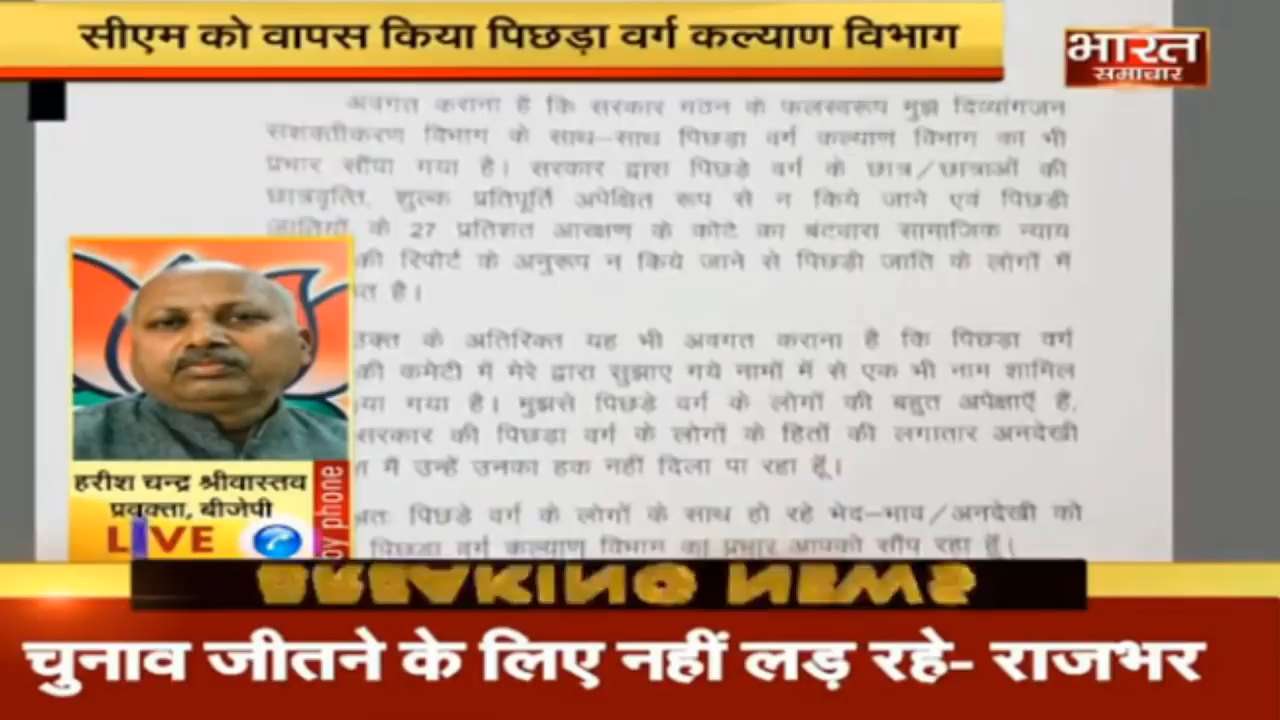 सीएम को वापस किया पिछड़ा वर्ग कल्याण विभाग
भारत
समाचार
अवगत कराना है कि सरकार गठन के फलस्वरूप मुझे दिव्यांगजन
सशक्तीकरण विभाग के साथ–साथ पिछड़ा वर्ग कल्याण विभाग का भी
प्रभार सौंपा गया है। सरकार द्वारा पिछड़े वर्ग के छात्र/छात्राओं की
छात्रवृत्ति, शुल्क प्रतिपूर्ति अपेक्षित रूप से न किये जाने एवं पिछड़ी
जातियों के 27 प्रतिशत आरक्षण के कोटे का बंटवारा सामाजिक न्याय
की रिपोर्ट के अनुरूप न किये जाने से पिछड़ी जाति के लोगों में
है।
उक्त के अतिरिक्त यह भी अवगत कराना है कि पिछड़ा वर्ग
की कमेटी में मेरे द्वारा सुझाए गये नामों में से एक भी नाम शामिल
गया है। मुझसे पिछड़े वर्ग के लोगों की बहुत अपेक्षाएँ हैं,
सरकार की पिछड़ा वर्ग के लोगों के हितों की लगातार अनदेखी
मैं उन्हें उनका हक नहीं दिला पा रहा हूँ।
पिछड़े वर्ग के लोगों के साथ हो रहे भेद–भाव/अनदेखी को
पिछड़ा वर्ग कल्याण विभाग का प्रभार आपको सौंप रहा हूँ।
हरीश चन्द्र श्रीवास्तव
प्रवक्ता, बीजेपी
LIVE
by phone
BREAKING NEWS
चुनाव जीतने के लिए नहीं लड़ रहे- राजभर